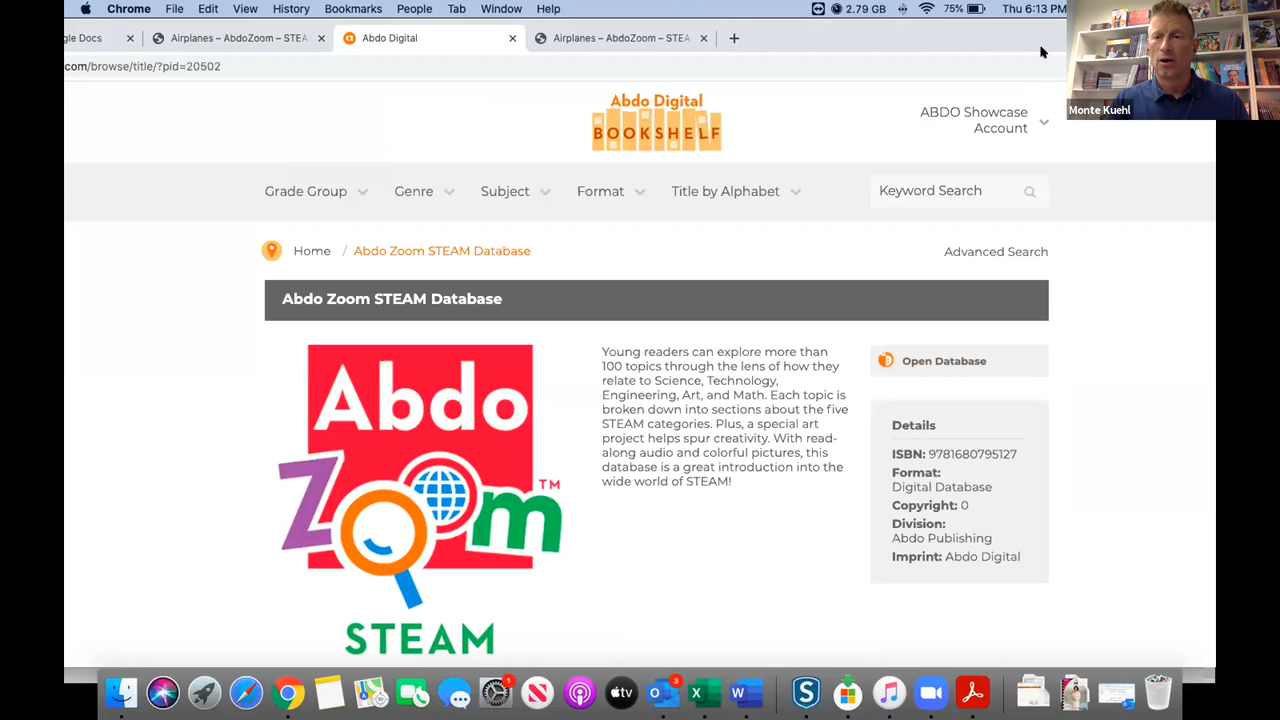 Chrome File Edit View History Bookmarks People Tab Window Help 2.79 GB 75% Thu 6:13 PM
gle Docs Airplanes – AbdoZoom – STEA Abdo Digital Airplanes – AbdoZoom – STEA
com/browse/title/?pid=20502
Monte Kuehl
Abdo Digital
BOOKSHELF
ABDO Showcase
Account
Grade Group Genre Subject Format Title by Alphabet Keyword Search
Home / Abdo Zoom STEAM Database Advanced Search
Abdo Zoom STEAM Database
Abdo
Zoom™
STEAM
Young readers can explore more than
100 topics through the lens of how they
relate to Science, Technology,
Engineering, Art, and Math. Each topic is
broken down into sections about the five
STEAM categories. Plus, a special art
project helps spur creativity. With read-
along audio and colorful pictures, this
database is a great introduction into the
wide world of STEAM!
Open Database
Details
ISBN: 9781680795127
Format:
Digital Database
Copyright: 0
Division:
Abdo Publishing
Imprint: Abdo Digital
1
tv
3
X
W
S